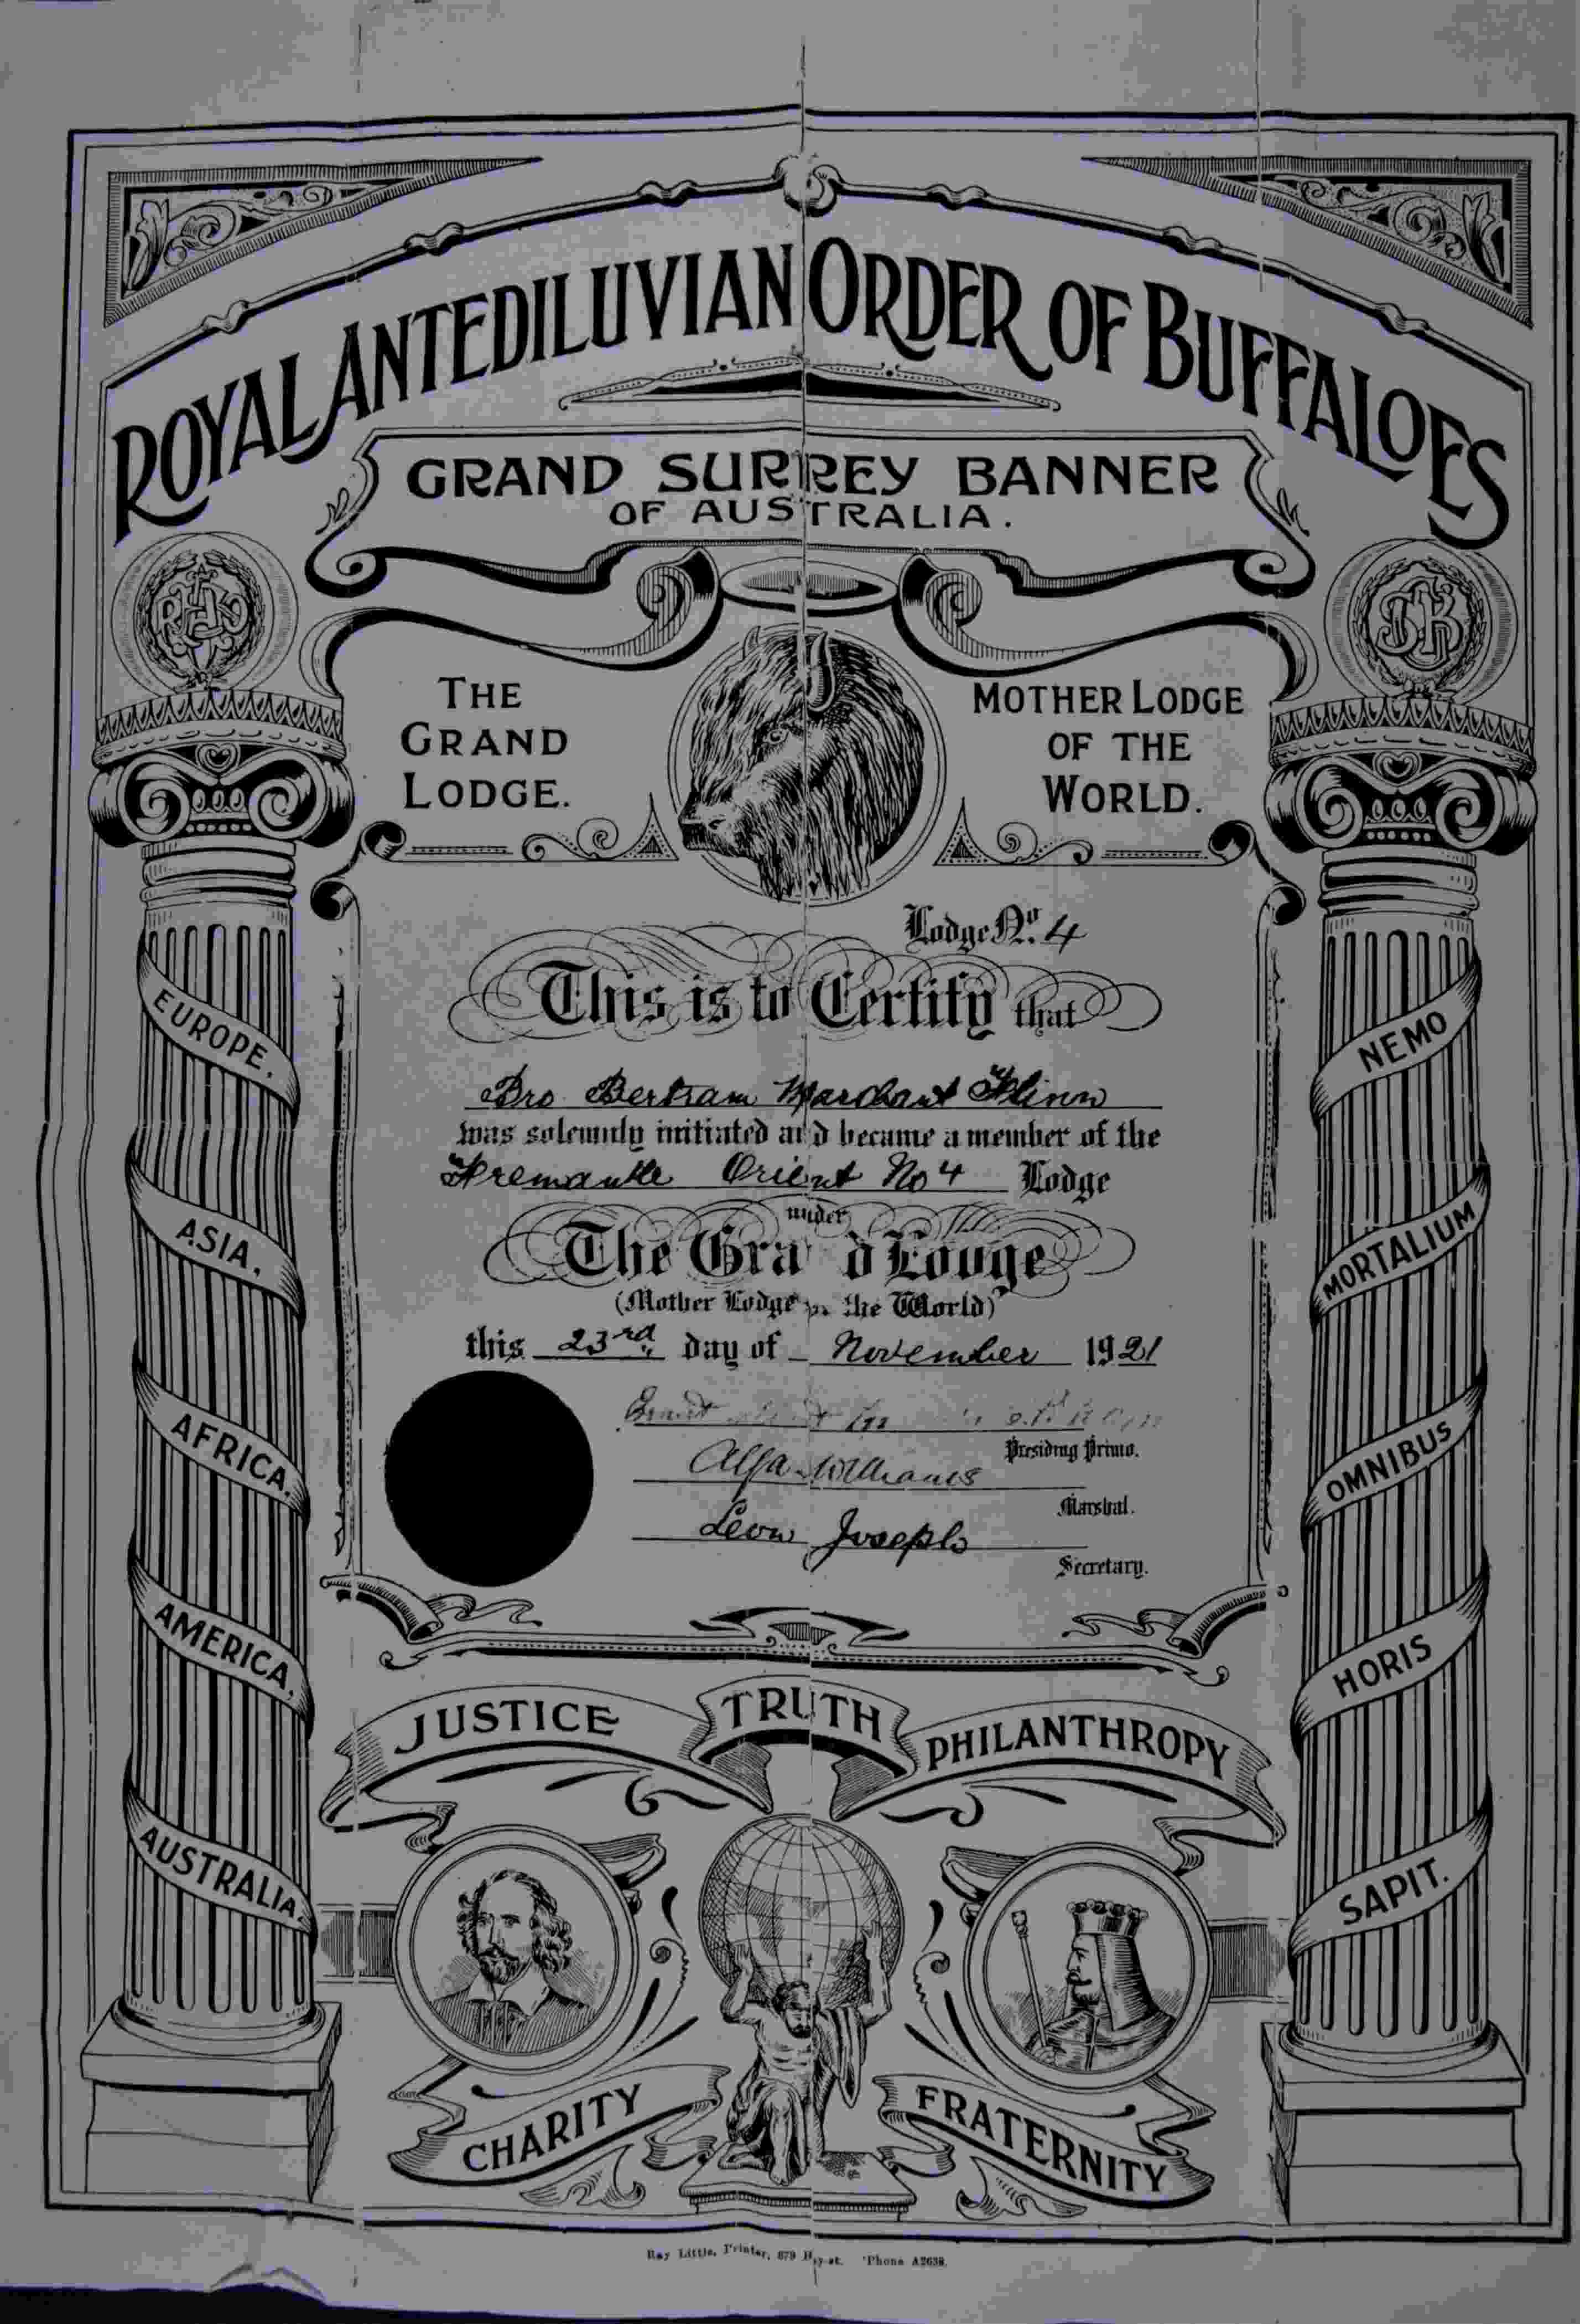 ROYAL ANTEDILUVIAN ORDER OF BUFFALOES
GRAND SURREY BANNER
OF AUSTRALIA.
THE
GRAND
LODGE.
MOTHER LODGE
OF THE
WORLD.
Lodge No. 4
This is to Certify that
Bro Bertram Marchant Flinn
was solemnly initiated and became a member of the
Fremantle Orient No 4 Lodge
under
The Grand Lodge
(Mother Lodge the World)
this 23rd day of November 1921
Presiding Primo.
Alfa Williams
Marshal.
Leon Joseph
Secretary.
EUROPE.
ASIA.
AFRICA.
AMERICA.
AUSTRALIA.
NEMO
MORTALIUM
OMNIBUS
HORIS
SAPIT.
JUSTICE
TRUTH
PHILANTHROPY
CHARITY
FRATERNITY
Ray Little, Printer, 679 Hay-st. 'Phone A2638.